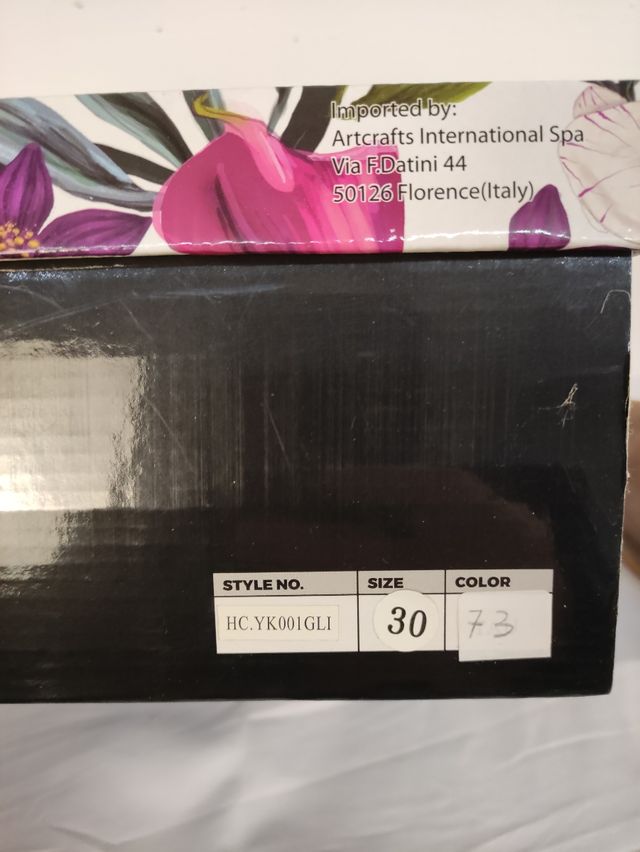 Imported by:
Artcrafts International Spa
Via F.Datini 44
50126 Florence(Italy)
STYLE NO. SIZE COLOR
HC.YK001GLI 30 73